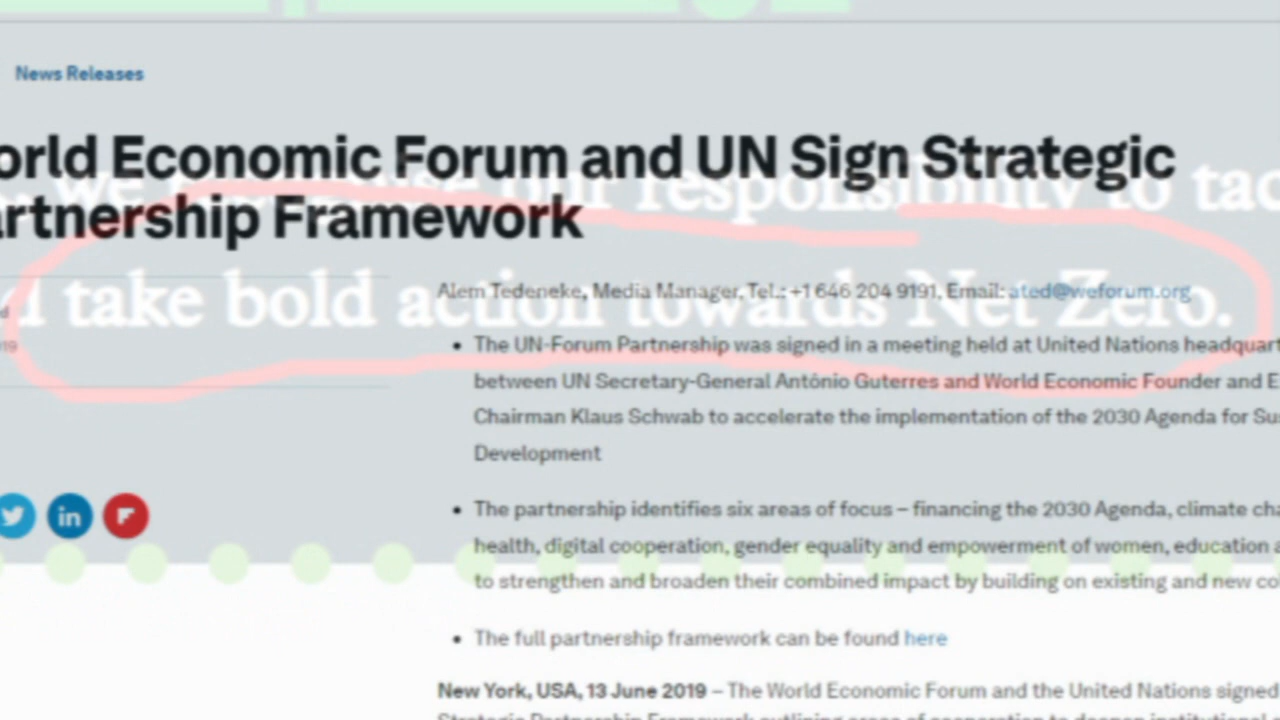 News Releases
orld Economic Forum and UN Sign Strategic
we our responsibility to tac
artnership Framework
take bold action towards Net Zero.
Alem Tedeneke, Media Manager, Tel.: +1 646 204 9191, Email: ated@weforum.org
• The UN-Forum Partnership was signed in a meeting held at United Nations headquart
between UN Secretary-General António Guterres and World Economic Founder and E
Chairman Klaus Schwab to accelerate the implementation of the 2030 Agenda for Sus
Development
• The partnership identifies six areas of focus – financing the 2030 Agenda, climate cha
health, digital cooperation, gender equality and empowerment of women, education a
to strengthen and broaden their combined impact by building on existing and new co
in
• The full partnership framework can be found here
New York, USA, 13 June 2019 – The World Economic Forum and the United Nations signed